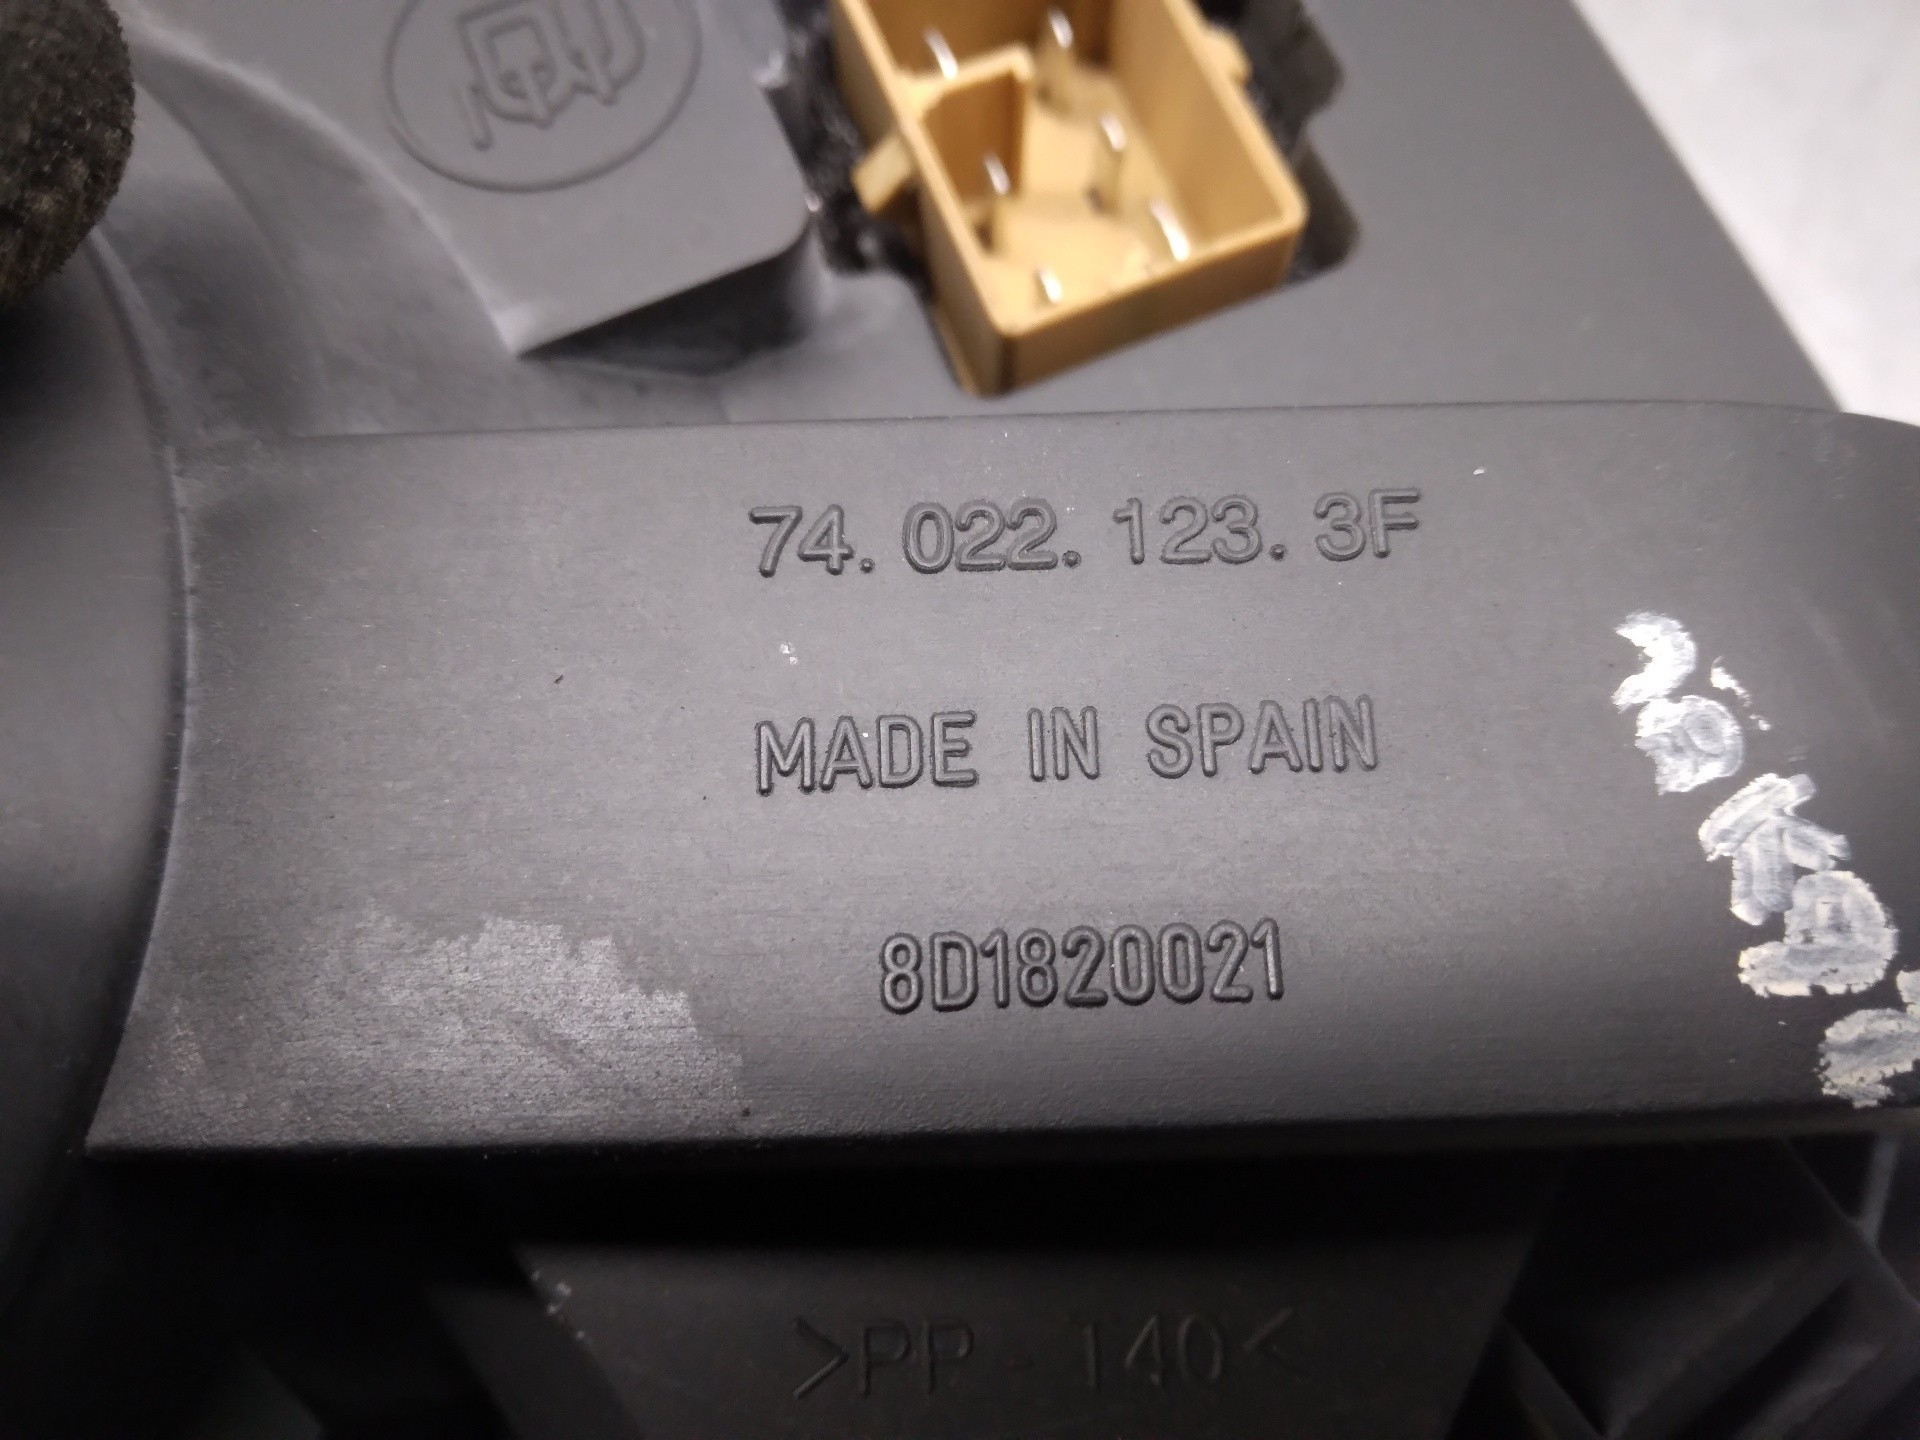 74.022.123.3F
MADE IN SPAIN
8D1820021
>PP-140<